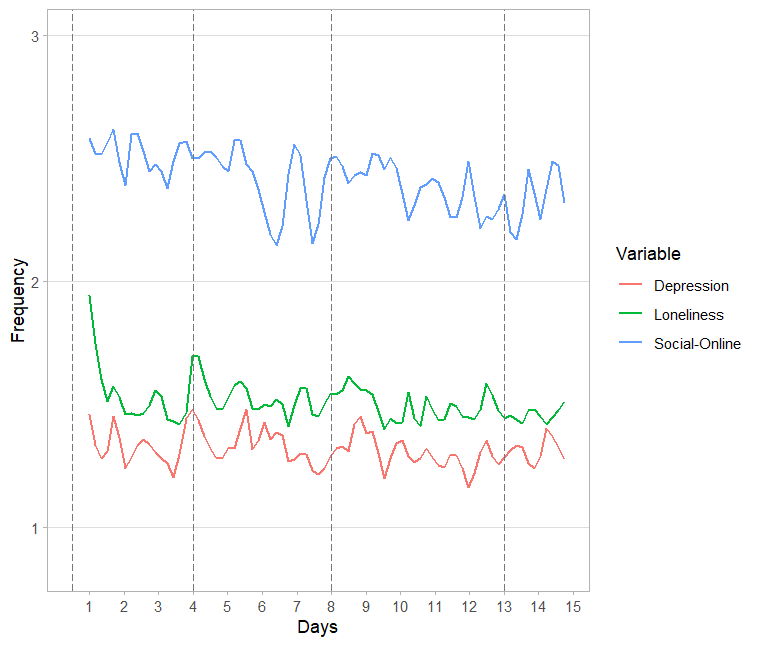 3
2
1
Frequency
1 2 3 4 5 6 7 8 9 10 11 12 13 14 15
Days
Variable
Depression
Loneliness
Social-Online